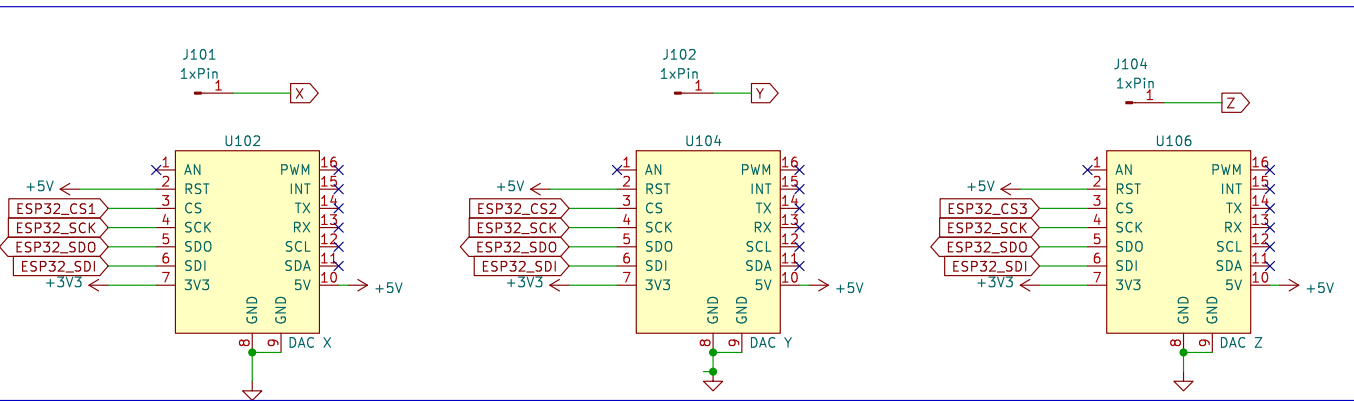 J101
1xPin
1
X
J102
1xPin
1
Y
J104
1xPin
1
Z
U102
1 AN PWM 16
+5V 2 RST INT 15
ESP32_CS1 3 CS TX 14
ESP32_SCK 4 SCK RX 13
ESP32_SDO 5 SDO SCL 12
ESP32_SDI 6 SDI SDA 11
+3V3 7 3V3 5V 10 +5V
GND GND
8 9 DAC X
U104
1 AN PWM 16
+5V 2 RST INT 15
ESP32_CS2 3 CS TX 14
ESP32_SCK 4 SCK RX 13
ESP32_SDO 5 SDO SCL 12
ESP32_SDI 6 SDI SDA 11
+3V3 7 3V3 5V 10 +5V
GND GND
8 9 DAC Y
U106
1 AN PWM 16
+5V 2 RST INT 15
ESP32_CS3 3 CS TX 14
ESP32_SCK 4 SCK RX 13
ESP32_SDO 5 SDO SCL 12
ESP32_SDI 6 SDI SDA 11
+3V3 7 3V3 5V 10 +5V
GND GND
8 9 DAC Z